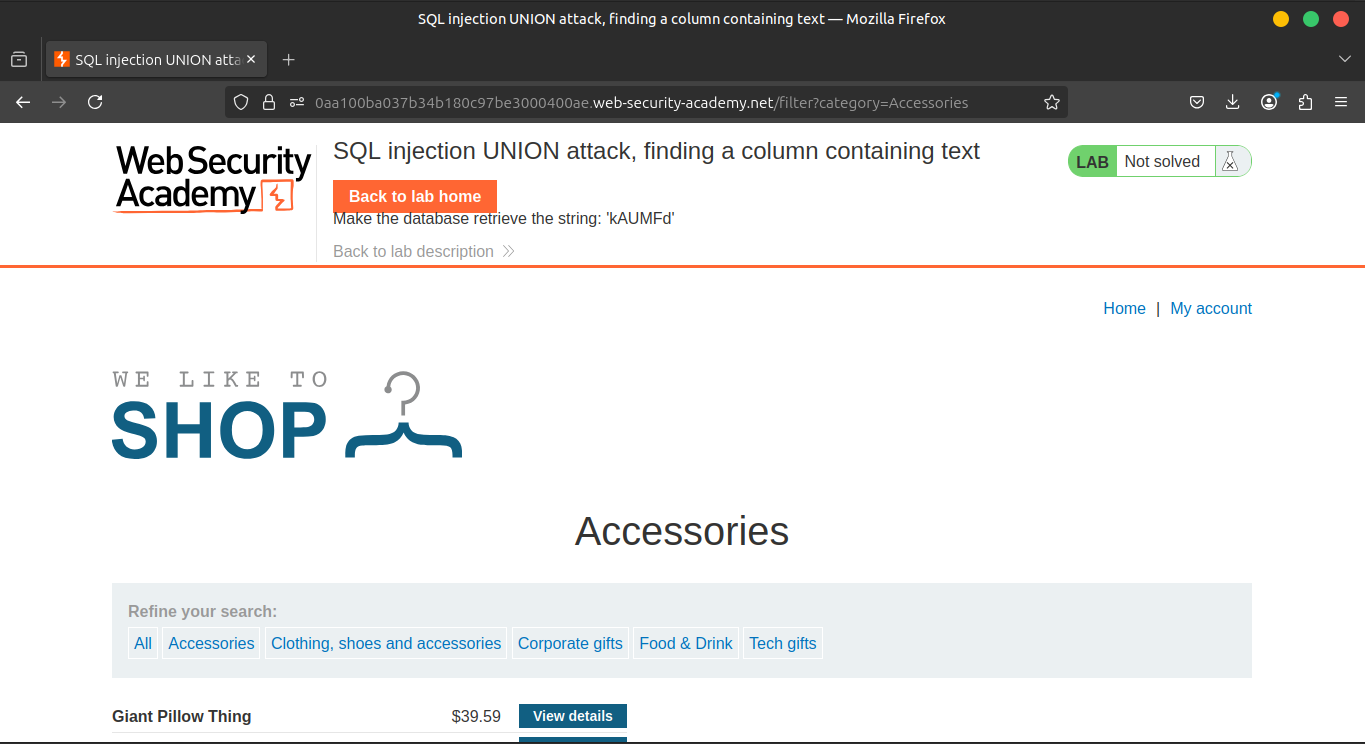 SQL injection UNION attack, finding a column containing text — Mozilla Firefox
SQL injection UNION atta
0aa100ba037b34b180c97be3000400ae.web-security-academy.net/filter?category=Accessories
Web Security
Academy
SQL injection UNION attack, finding a column containing text
LAB Not solved
Back to lab home
Make the database retrieve the string: 'kAUMFd'
Back to lab description
Home | My account
WE LIKE TO
SHOP
Accessories
Refine your search:
All Accessories Clothing, shoes and accessories Corporate gifts Food & Drink Tech gifts
Giant Pillow Thing $39.59 View details